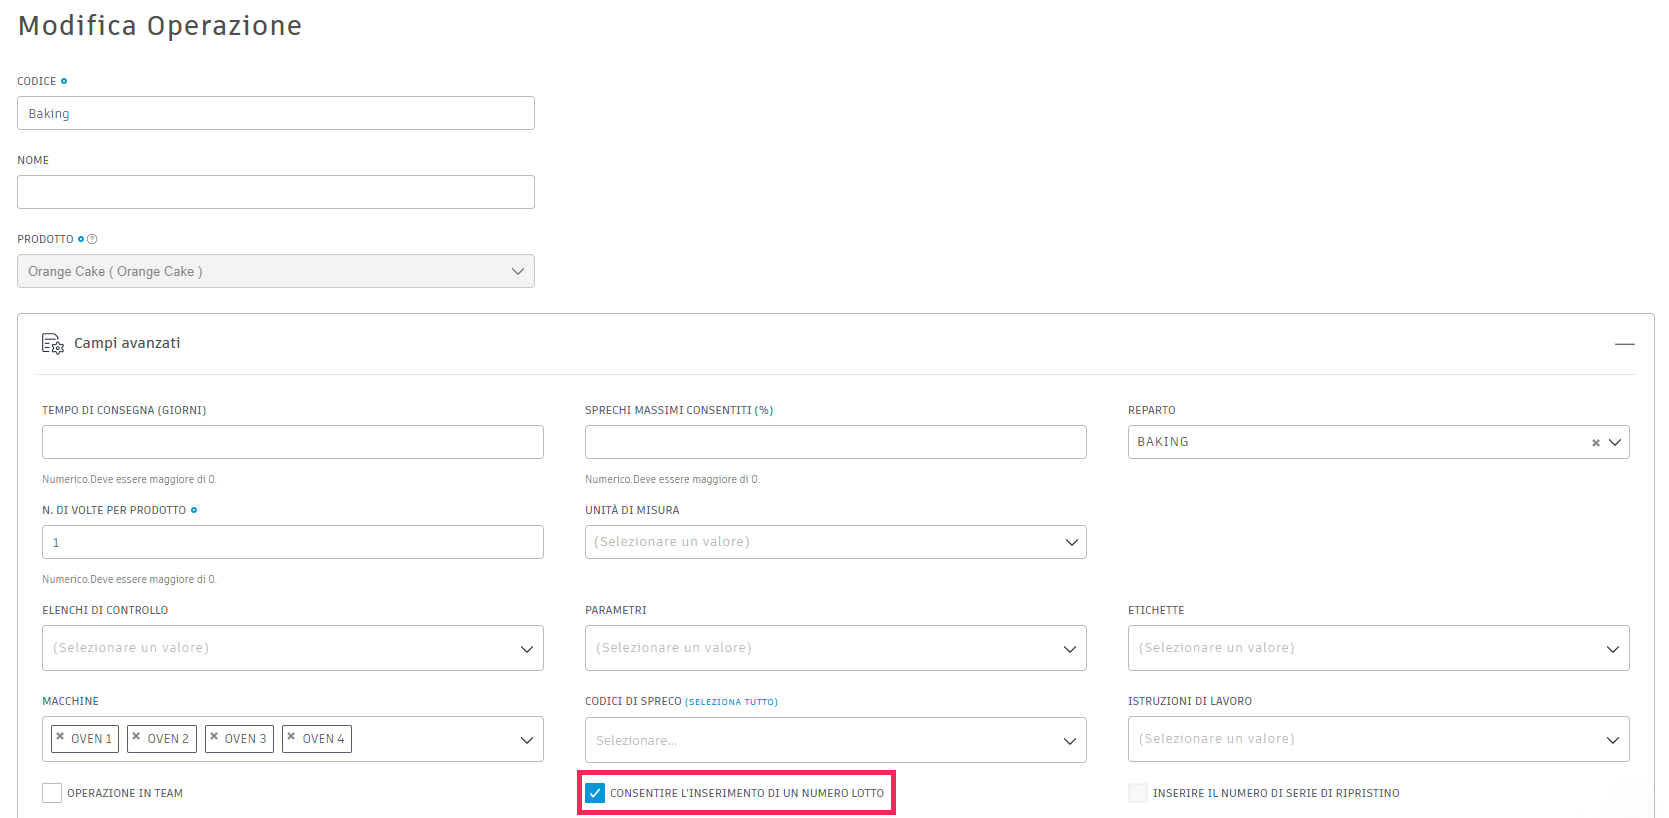 Modifica Operazione
CODICE
Baking
NOME
PRODOTTO
Orange Cake ( Orange Cake )
Campi avanzati
TEMPO DI CONSEGNA (GIORNI)
SPRECHI MASSIMI CONSENTITI (%)
REPARTO
BAKING
Numerico.Deve essere maggiore di 0.
Numerico.Deve essere maggiore di 0.
N. DI VOLTE PER PRODOTTO
UNITÀ DI MISURA
1
(Selezionare un valore)
Numerico.Deve essere maggiore di 0.
ELENCHI DI CONTROLLO
PARAMETRI
ETICHETTE
(Selezionare un valore)
(Selezionare un valore)
(Selezionare un valore)
MACCHINE
CODICI DI SPRECO (SELEZIONA TUTTO)
ISTRUZIONI DI LAVORO
OVEN 1 OVEN 2 OVEN 3 OVEN 4
Selezionare...
(Selezionare un valore)
OPERAZIONE IN TEAM
CONSENTIRE L'INSERIMENTO DI UN NUMERO LOTTO
INSERIRE IL NUMERO DI SERIE DI RIPRISTINO